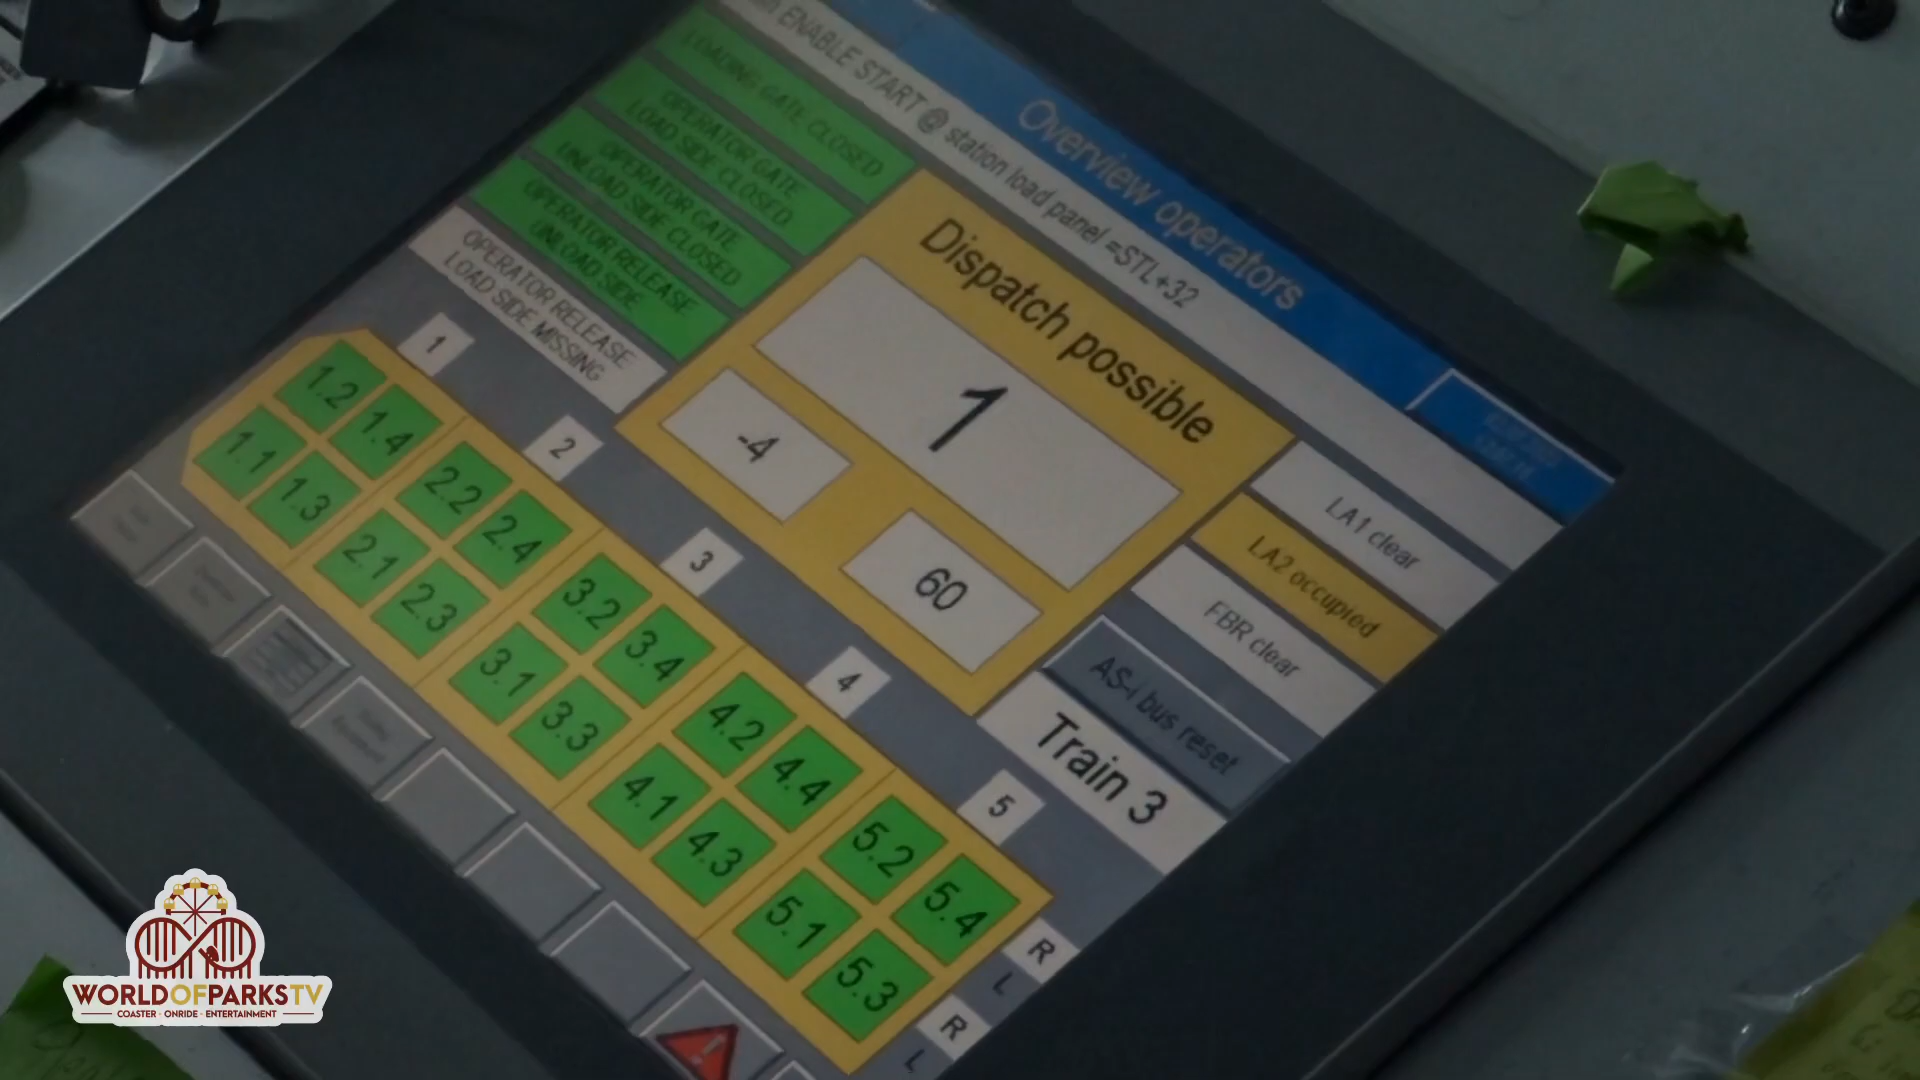 Overview operators
ENABLE START @ station load panel =STL+32
LOADING GATE CLOSED
OPERATOR GATE
LOAD SIDE CLOSED
OPERATOR GATE
UNLOAD SIDE CLOSED
OPERATOR RELEASE
UNLOAD SIDE
OPERATOR RELEASE
LOAD SIDE MISSING
Dispatch possible
1
-4
60
LA1 clear
LA2 occupied
FBR clear
AS-i bus reset
Train 3
1
2
3
4
5
1.2 1.4
1.1 1.3
2.2 2.4
2.1 2.3
3.2 3.4
3.1 3.3
4.2 4.4
4.1 4.3
5.2 5.4
5.1 5.3
R
L
R
L
WORLDOFPARKSTV
COASTER · ONRIDE · ENTERTAINMENT